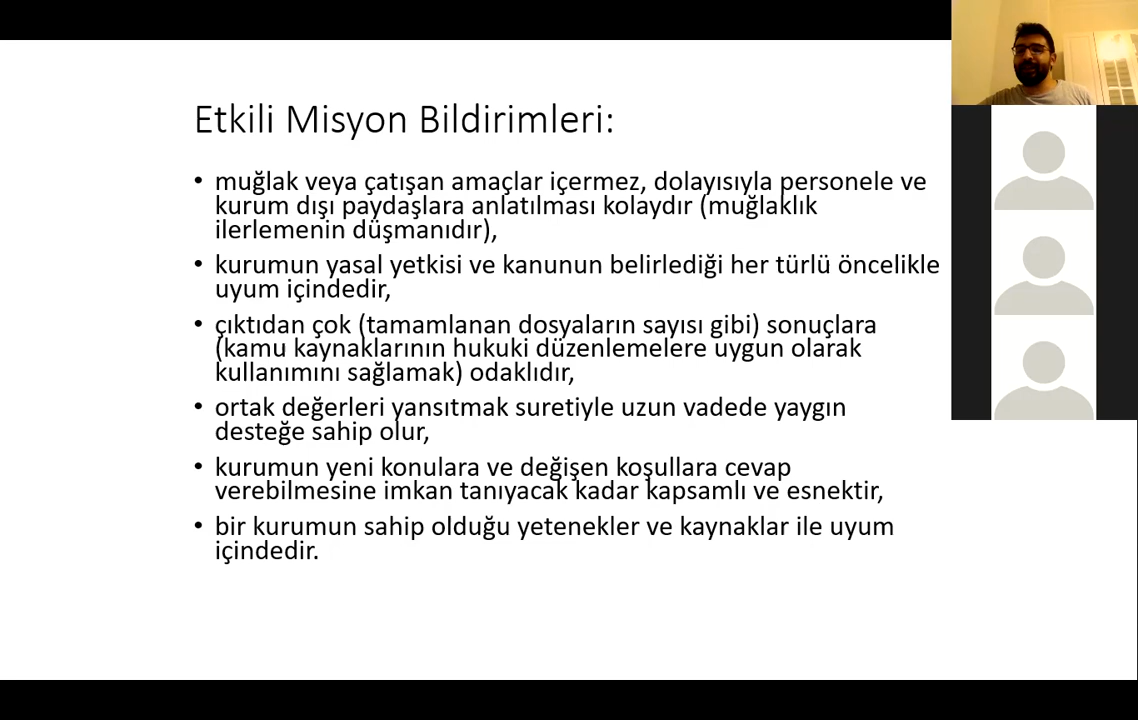 Etkili Misyon Bildirimleri:
• muğlak veya çatışan amaçlar içermez, dolayısıyla personele ve
kurum dışı paydaşlara anlatılması kolaydır (muğlaklık
ilerlemenin düşmanıdır),
• kurumun yasal yetkisi ve kanunun belirlediği her türlü öncelikle
uyum içindedir,
• çıktıdan çok (tamamlanan dosyaların sayısı gibi) sonuçlara
(kamu kaynaklarının hukuki düzenlemelere uygun olarak
kullanımını sağlamak) odaklıdır,
• ortak değerleri yansıtmak suretiyle uzun vadede yaygın
desteğe sahip olur,
• kurumun yeni konulara ve değişen koşullara cevap
verebilmesine imkan tanıyacak kadar kapsamlı ve esnektir,
• bir kurumun sahip olduğu yetenekler ve kaynaklar ile uyum
içindedir.